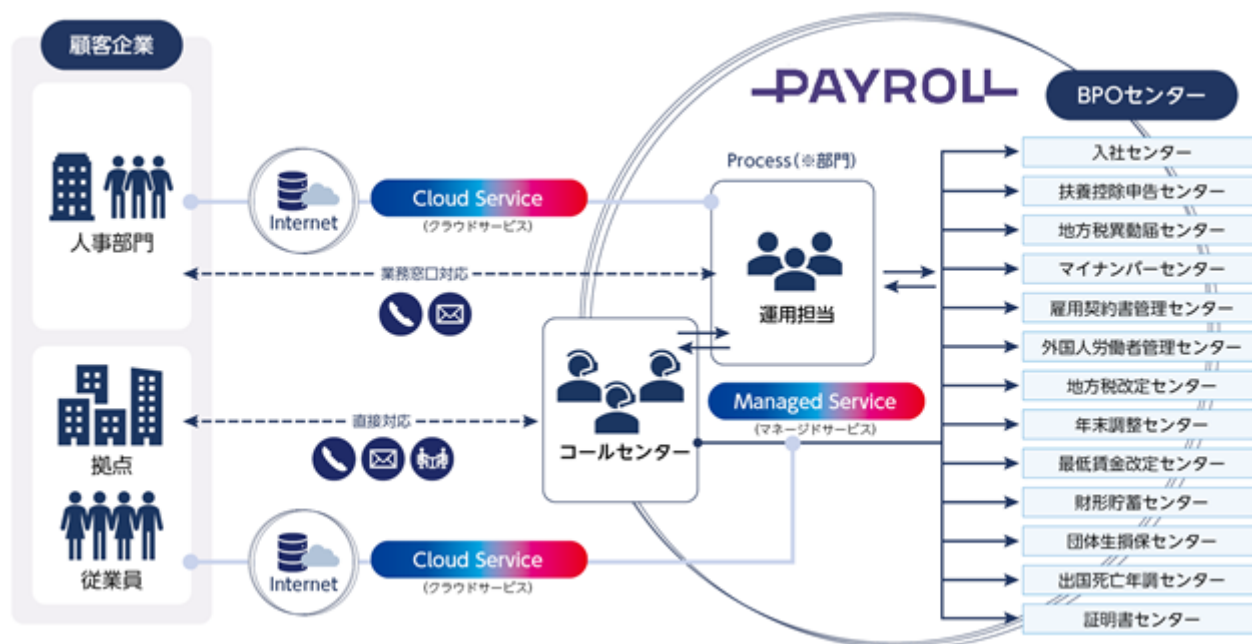 顧客企業
人事部門
拠点
従業員
Internet
Cloud Service
(クラウドサービス)
業務窓口対応
直接対応
Internet
Cloud Service
(クラウドサービス)
PAYROLL
Process(※部門)
運用担当
コールセンター
Managed Service
(マネージドサービス)
BPOセンター
入社センター
扶養控除申告センター
地方税異動届センター
マイナンバーセンター
雇用契約書管理センター
外国人労働者管理センター
地方税改定センター
年末調整センター
最低賃金改定センター
財形貯蓄センター
団体生損保センター
出国死亡年調センター
証明書センター